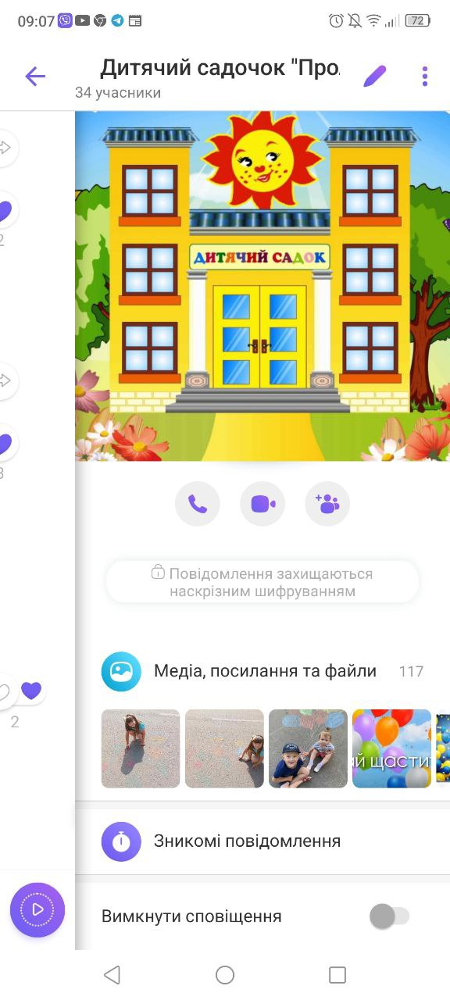 09:07
72
Дитячий садочок "Про
34 учасники
2
ДИТЯЧИЙ САДОК
3
Повідомлення захищаються
наскрізним шифруванням
Медіа, посилання та файли 117
2
й щасти
Зникомі повідомлення
Вимкнути сповіщення